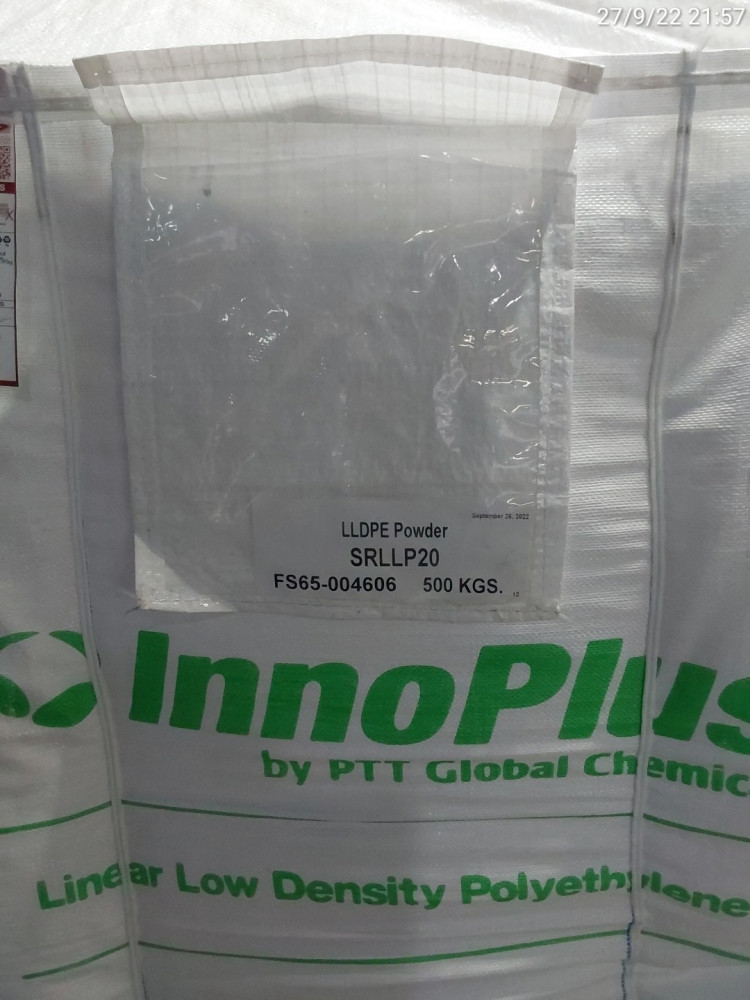 27/9/22 21:57
September 26, 2022
LLDPE Powder
SRLLP20
FS65-004606 500 KGS.
12
InnoPlus
by PTT Global Chemic
Linear Low Density Polyethylene